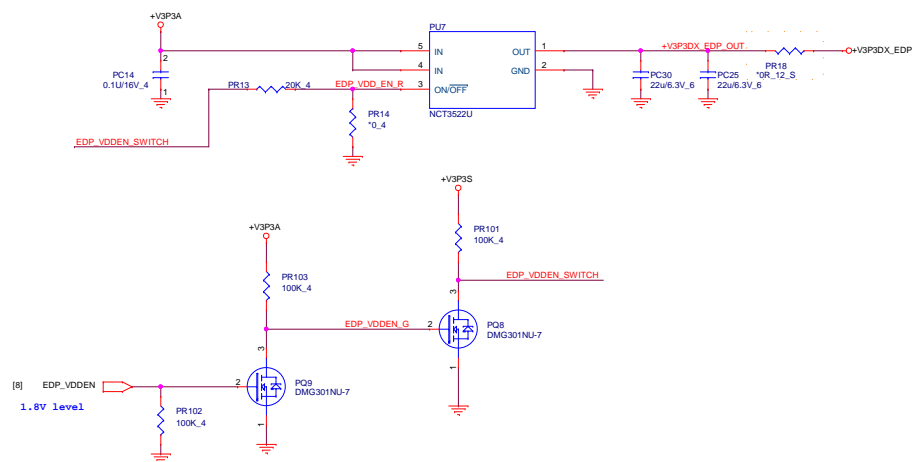 +V3P3A
PU7
5
IN
OUT
1
+V3P3DX_EDP_OUT
+V3P3DX_EDP
2
PC14
0.1U/16V_4
1
4
IN
GND
2
PR18
*0R_12_S
PC30
22u/6.3V_6
PC25
22u/6.3V_6
PR13
20K_4
EDP_VDD_EN_R
3
ON/OFF
NCT3522U
PR14
*0_4
EDP_VDDEN_SWITCH
+V3P3S
+V3P3A
PR101
100K_4
PR103
100K_4
EDP_VDDEN_SWITCH
3
EDP_VDDEN_G
2
PQ8
DMG301NU-7
3
1
[8]
EDP_VDDEN
2
PQ9
DMG301NU-7
1.8V level
PR102
100K_4
1